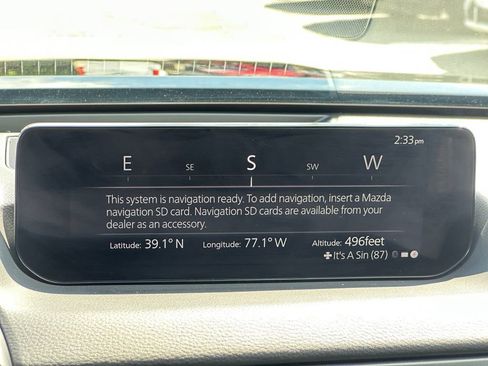 2:33pm
E SE S SW W
This system is navigation ready. To add navigation, insert a Mazda
navigation SD card. Navigation SD cards are available from your
dealer as an accessory.
Latitude: 39.1° N Longitude: 77.1° W Altitude: 496feet
It's A Sin (87)